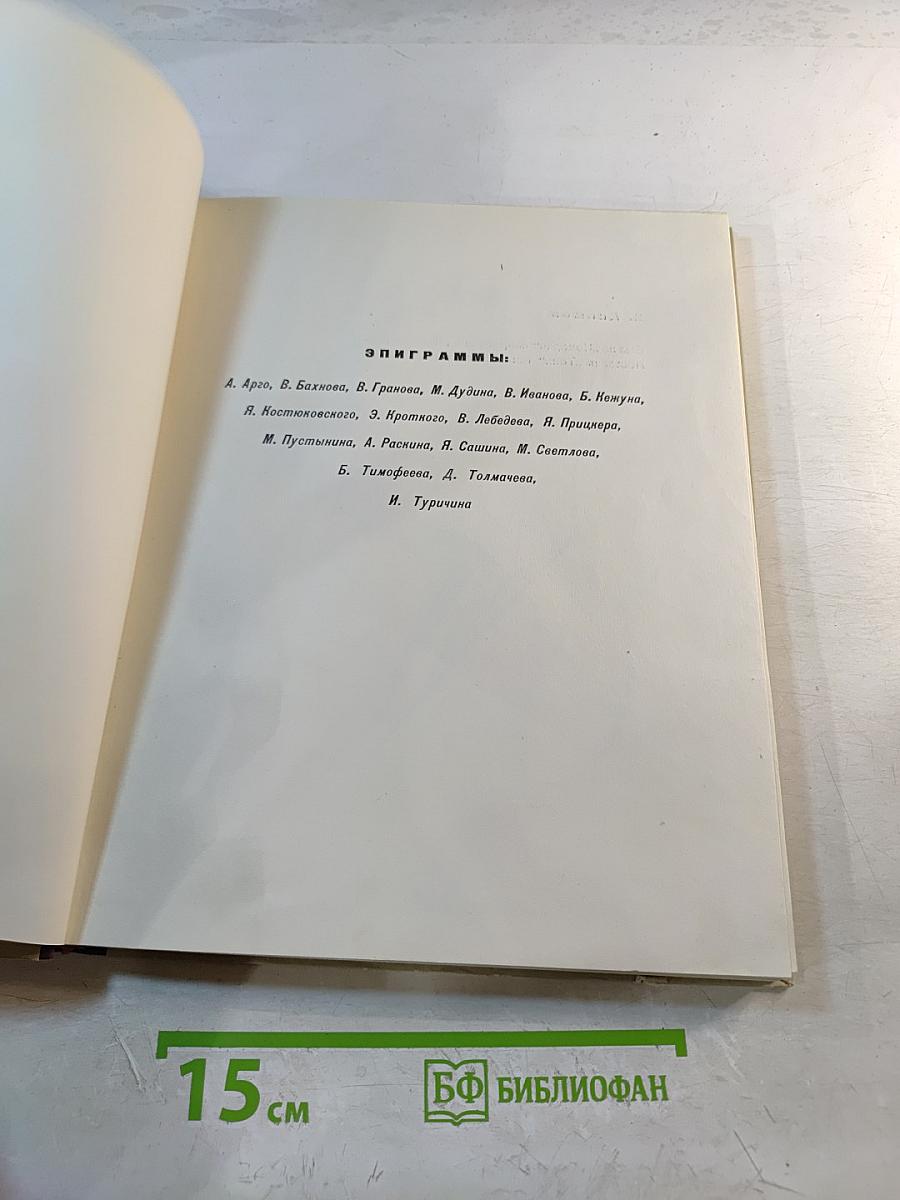 ЭПИГРАММЫ:
А. Арго, В. Бахнова, В. Гранова, М. Дудина, В. Иванова, Б. Кежуна,
Я. Костюковского, Э. Кроткого, В. Лебедева, Я. Прицкера,
М. Пустынина, А. Раскина, Я. Сашина, М. Светлова,
Б. Тимофеева, Д. Толмачева,
И. Туричина
15 см
БФ БИБЛИОФАН